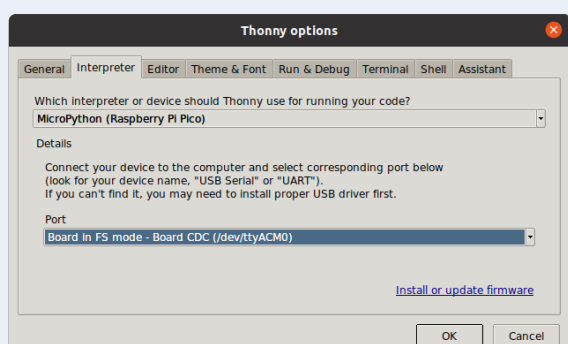 Thonny options
General Interpreter Editor Theme & Font Run & Debug Terminal Shell Assistant
Which interpreter or device should Thonny use for running your code?
MicroPython (Raspberry Pi Pico)
Details
Connect your device to the computer and select corresponding port below
(look for your device name, "USB Serial" or "UART").
If you can't find it, you may need to install proper USB driver first.
Port
Board in FS mode - Board CDC (/dev/ttyACM0)
Install or update firmware
OK Cancel